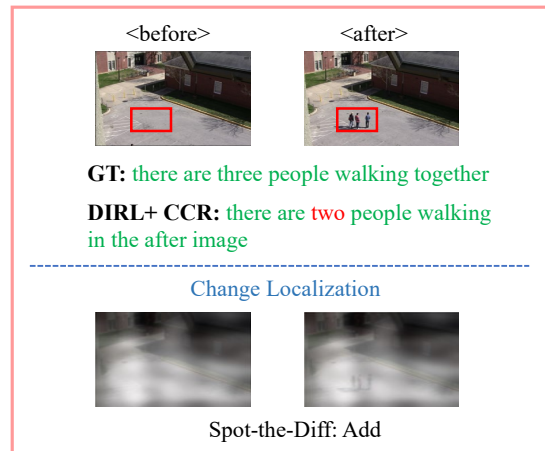 <before> <after>
GT: there are three people walking together
DIRL+ CCR: there are two people walking
in the after image
Change Localization
Spot-the-Diff: Add